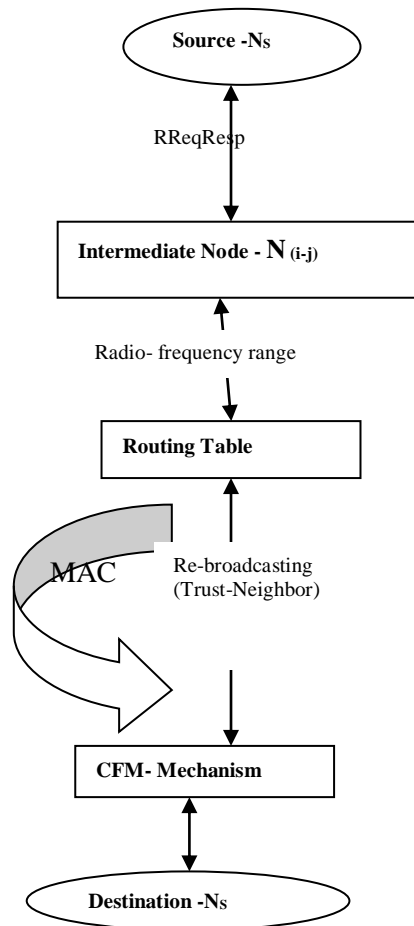 Source -NS
RReqResp
Intermediate Node - N (i-j)
Radio- frequency range
Routing Table
MAC
Re-broadcasting
(Trust-Neighbor)
CFM- Mechanism
Destination -NS